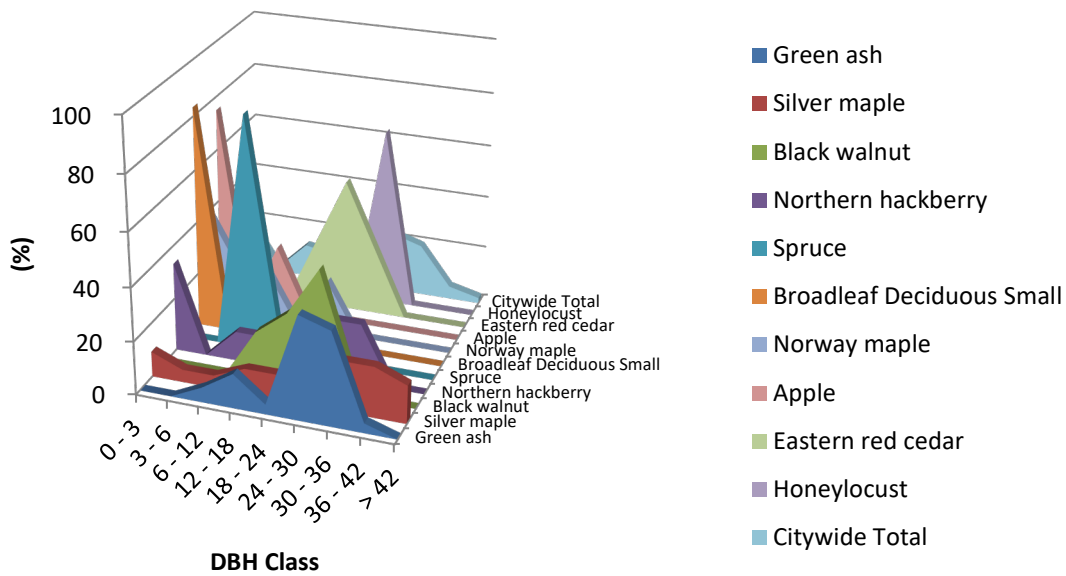 100
80
60
40
20
0
(%)
0 - 3
3 - 6
6 - 12
12 - 18
18 - 24
24 - 30
30 - 36
36 - 42
> 42
DBH Class
Citywide Total
Honeylocust
Eastern red cedar
Apple
Norway maple
Broadleaf Deciduous Small
Spruce
Northern hackberry
Black walnut
Silver maple
Green ash
Green ash
Silver maple
Black walnut
Northern hackberry
Spruce
Broadleaf Deciduous Small
Norway maple
Apple
Eastern red cedar
Honeylocust
Citywide Total